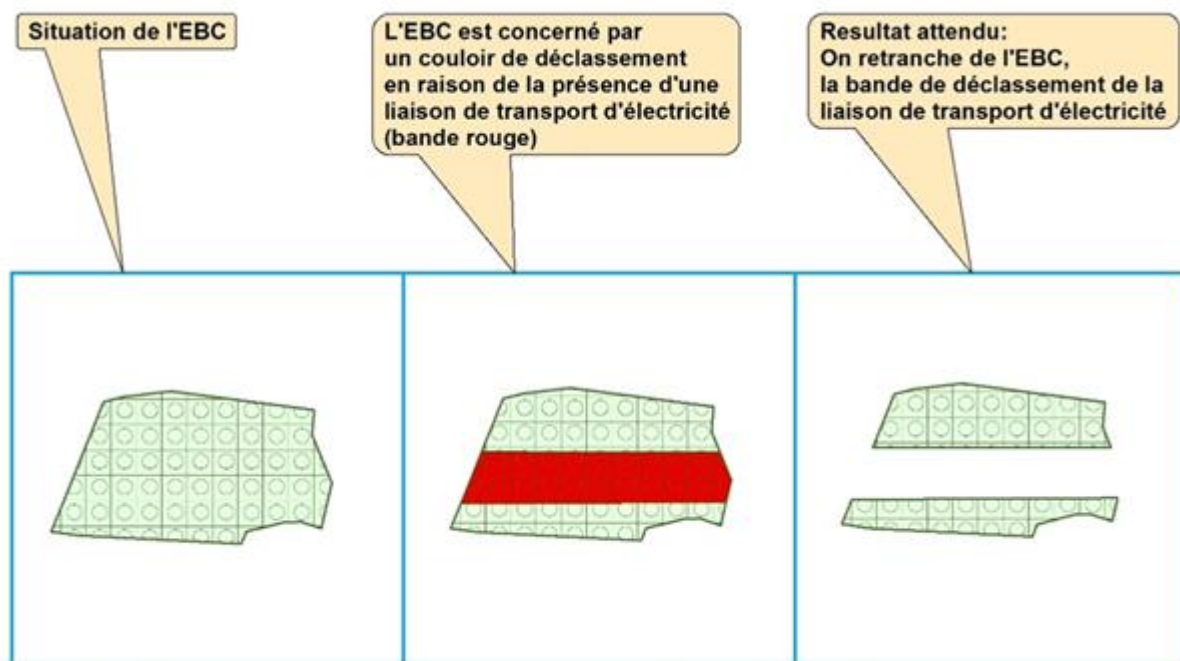 Situation de l'EBC
L'EBC est concerné par
un couloir de déclassement
en raison de la présence d'une
liaison de transport d'électricité
(bande rouge)
Resultat attendu:
On retranche de l'EBC,
la bande de déclassement de la
liaison de transport d'électricité